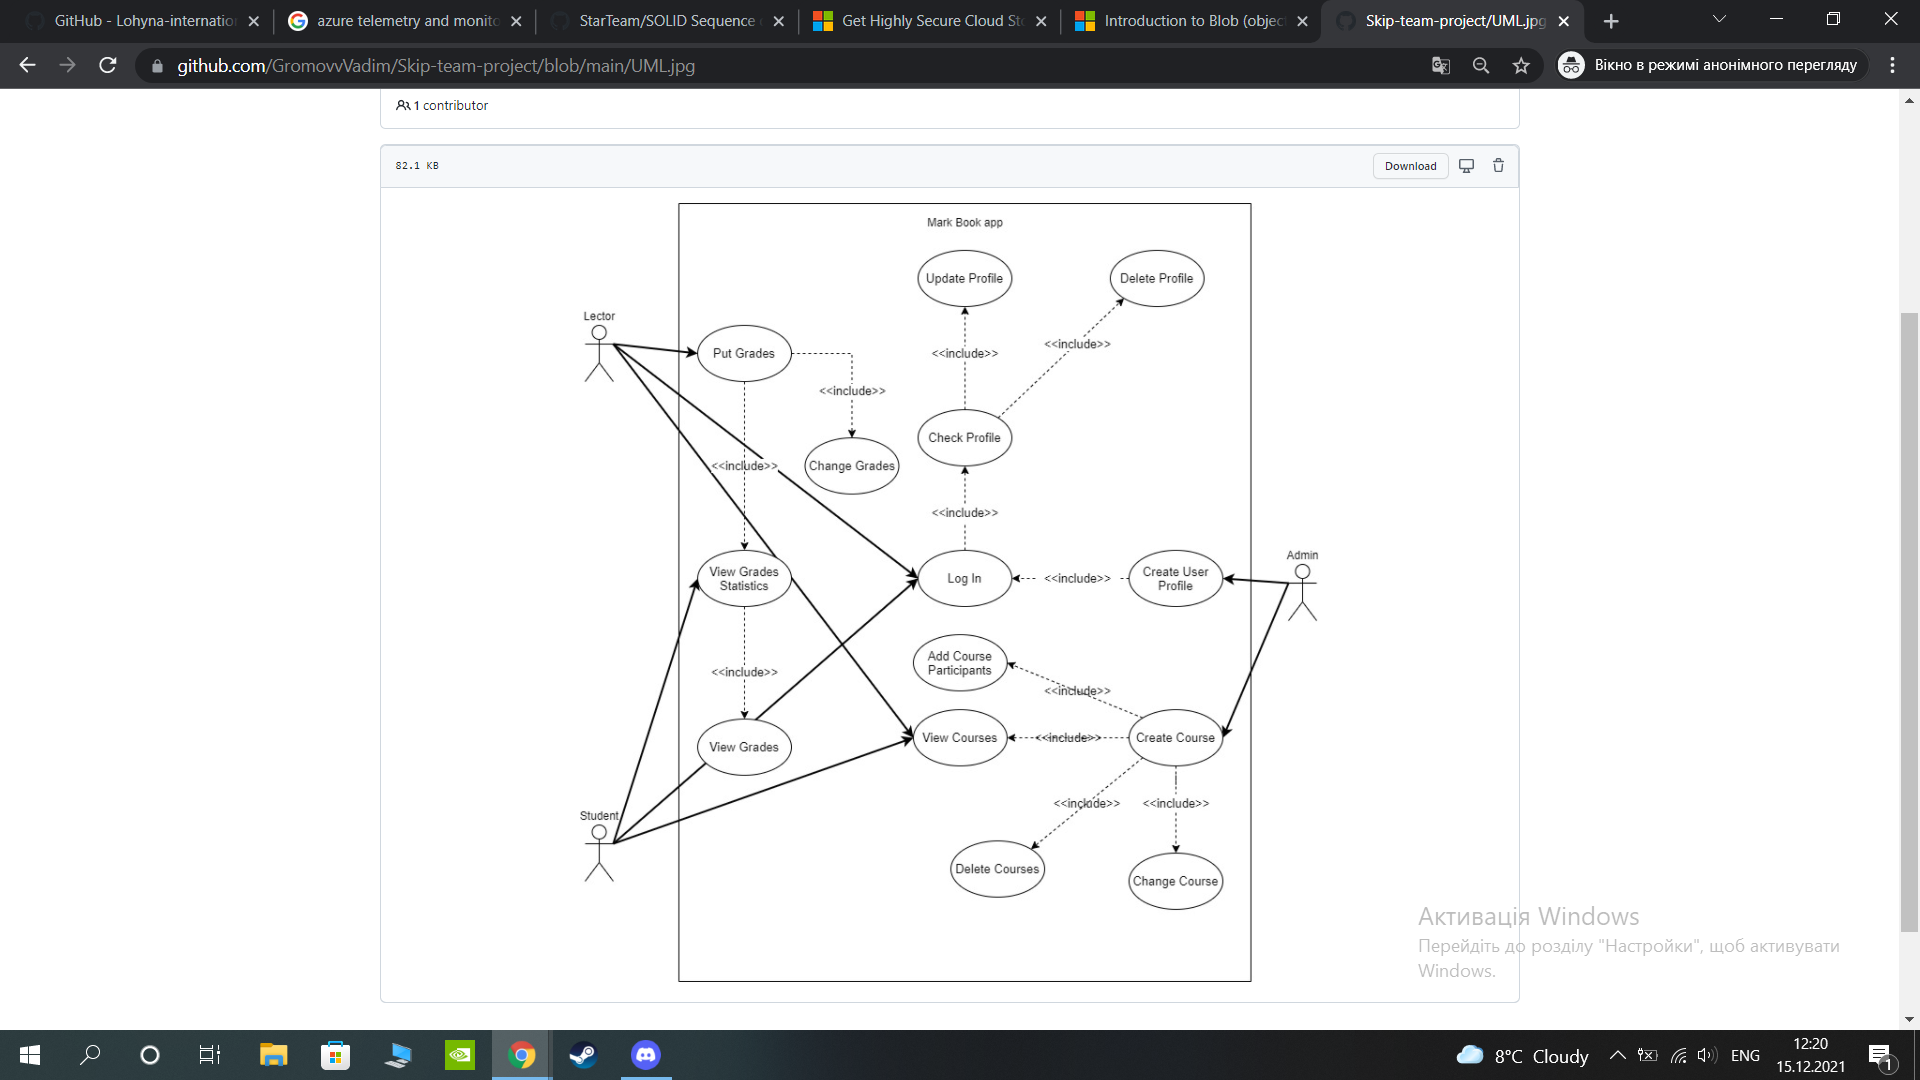 GitHub - Lohyna-internatio
azure telemetry and monito
StarTeam/SOLID Sequence
Get Highly Secure Cloud St
Introduction to Blob (objec
Skip-team-project/UML.jpg
github.com/GromovvVadim/Skip-team-project/blob/main/UML.jpg
Вікно в режимі анонімного перегляду
1 contributor
82.1 KB
Download
Mark Book app
Update Profile
Delete Profile
Lector
Put Grades
<<include>>
<<include>>
<<include>>
Check Profile
Change Grades
<<include>>
<<include>>
Admin
View Grades
Statistics
Log In
<<include>>
Create User
Profile
Add Course
Participants
<<include>>
<<include>>
View Grades
View Courses
<<include>>
Create Course
<<include>>
<<include>>
Student
Delete Courses
Change Course
Активація Windows
Перейдіть до розділу "Настройки", щоб активувати
Windows.
8°C Cloudy
ENG
12:20
15.12.2021
1